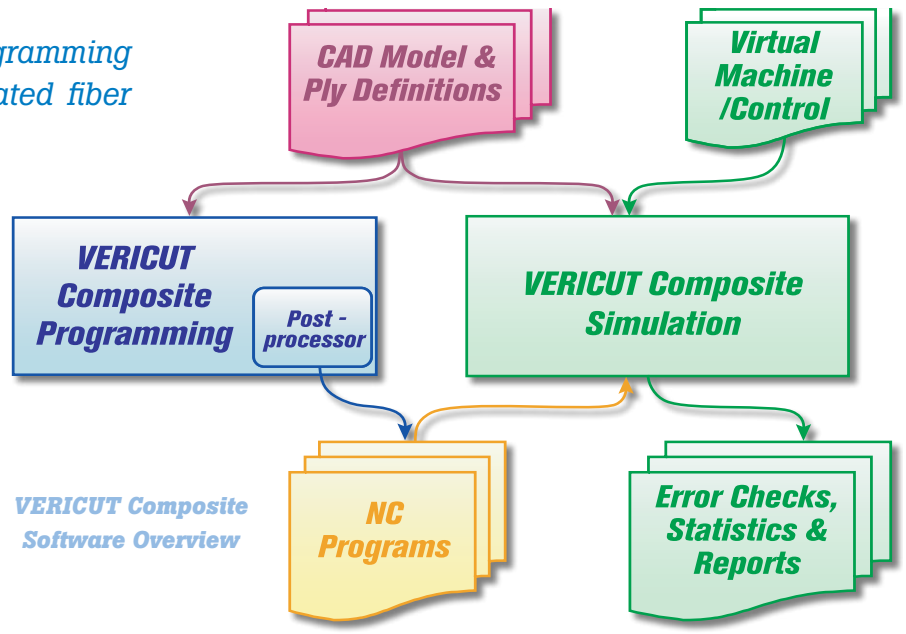 ated fiber
CAD Model &
Ply Definitions
Virtual
Machine
/Control
VERICUT
Composite
Programming
Post -
processor
VERICUT Composite
Simulation
VERICUT Composite
Software Overview
NC
Programs
Error Checks,
Statistics &
Reports